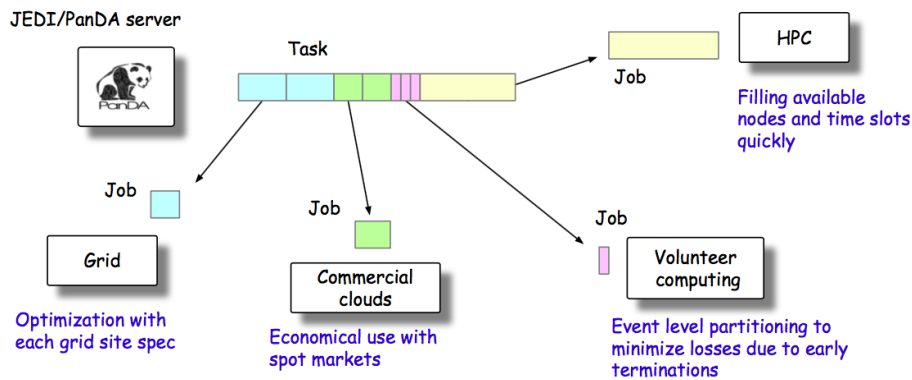 JEDI/PanDA server
PanDA
Task
Job
HPC
Filling available
nodes and time slots
quickly
Job
Grid
Optimization with
each grid site spec
Job
Commercial
clouds
Economical use with
spot markets
Job
Volunteer
computing
Event level partitioning to
minimize losses due to early
terminations